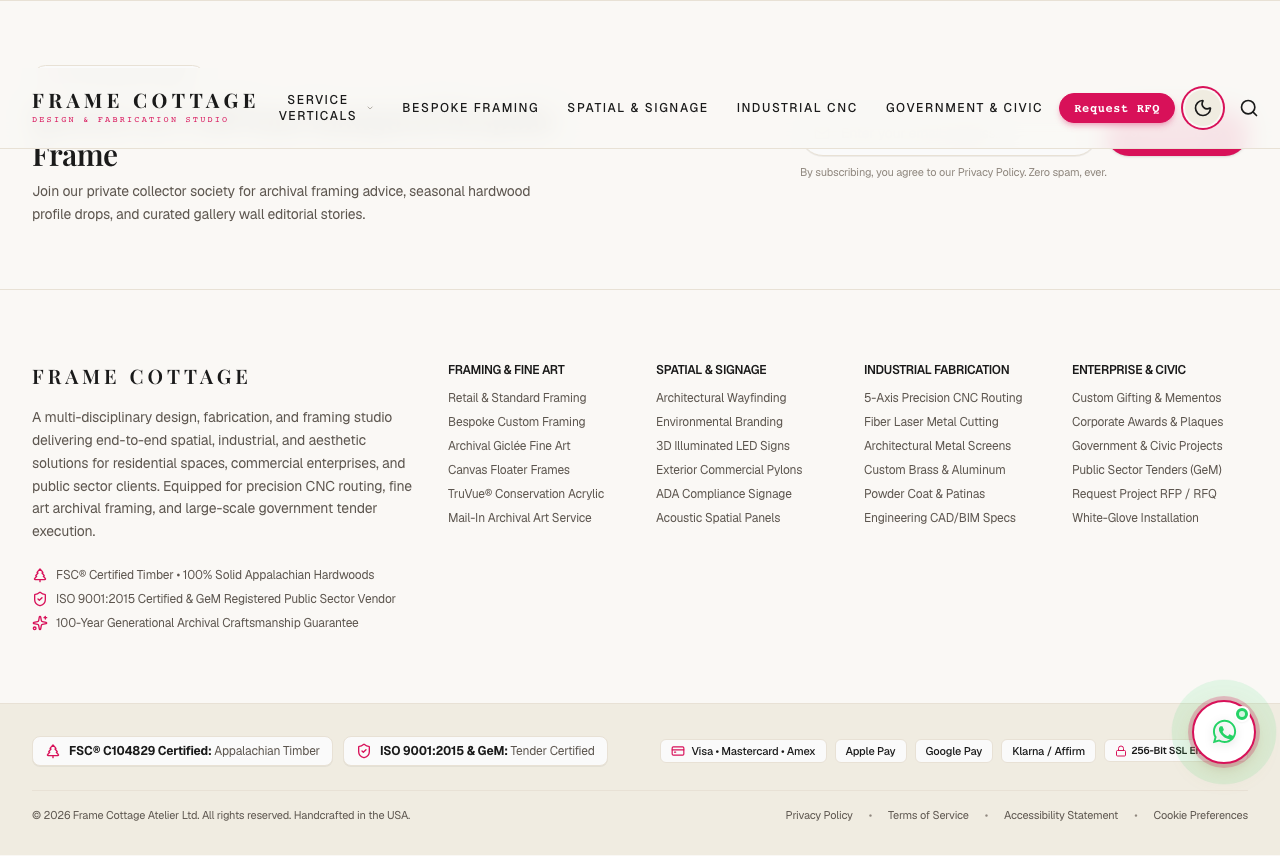 FRAME COTTAGE
DESIGN & FABRICATION STUDIO
SERVICE
VERTICALS
BESPOKE FRAMING
SPATIAL & SIGNAGE
INDUSTRIAL CNC
GOVERNMENT & CIVIC
Request RFQ
Frame
Join our private collector society for archival framing advice, seasonal hardwood
profile drops, and curated gallery wall editorial stories.
By subscribing, you agree to our Privacy Policy. Zero spam, ever.
FRAME COTTAGE
A multi-disciplinary design, fabrication, and framing studio
delivering end-to-end spatial, industrial, and aesthetic
solutions for residential spaces, commercial enterprises, and
public sector clients. Equipped for precision CNC routing, fine
art archival framing, and large-scale government tender
execution.
FSC® Certified Timber • 100% Solid Appalachian Hardwoods
ISO 9001:2015 Certified & GeM Registered Public Sector Vendor
100-Year Generational Archival Craftsmanship Guarantee
FRAMING & FINE ART
Retail & Standard Framing
Bespoke Custom Framing
Archival Giclée Fine Art
Canvas Floater Frames
TruVue® Conservation Acrylic
Mail-In Archival Art Service
SPATIAL & SIGNAGE
Architectural Wayfinding
Environmental Branding
3D Illuminated LED Signs
Exterior Commercial Pylons
ADA Compliance Signage
Acoustic Spatial Panels
INDUSTRIAL FABRICATION
5-Axis Precision CNC Routing
Fiber Laser Metal Cutting
Architectural Metal Screens
Custom Brass & Aluminum
Powder Coat & Patinas
Engineering CAD/BIM Specs
ENTERPRISE & CIVIC
Custom Gifting & Mementos
Corporate Awards & Plaques
Government & Civic Projects
Public Sector Tenders (GeM)
Request Project RFP / RFQ
White-Glove Installation
FSC® C104829 Certified: Appalachian Timber
ISO 9001:2015 & GeM: Tender Certified
Visa • Mastercard • Amex
Apple Pay
Google Pay
Klarna / Affirm
256-Bit SSL
© 2026 Frame Cottage Atelier Ltd. All rights reserved. Handcrafted in the USA.
Privacy Policy • Terms of Service • Accessibility Statement • Cookie Preferences